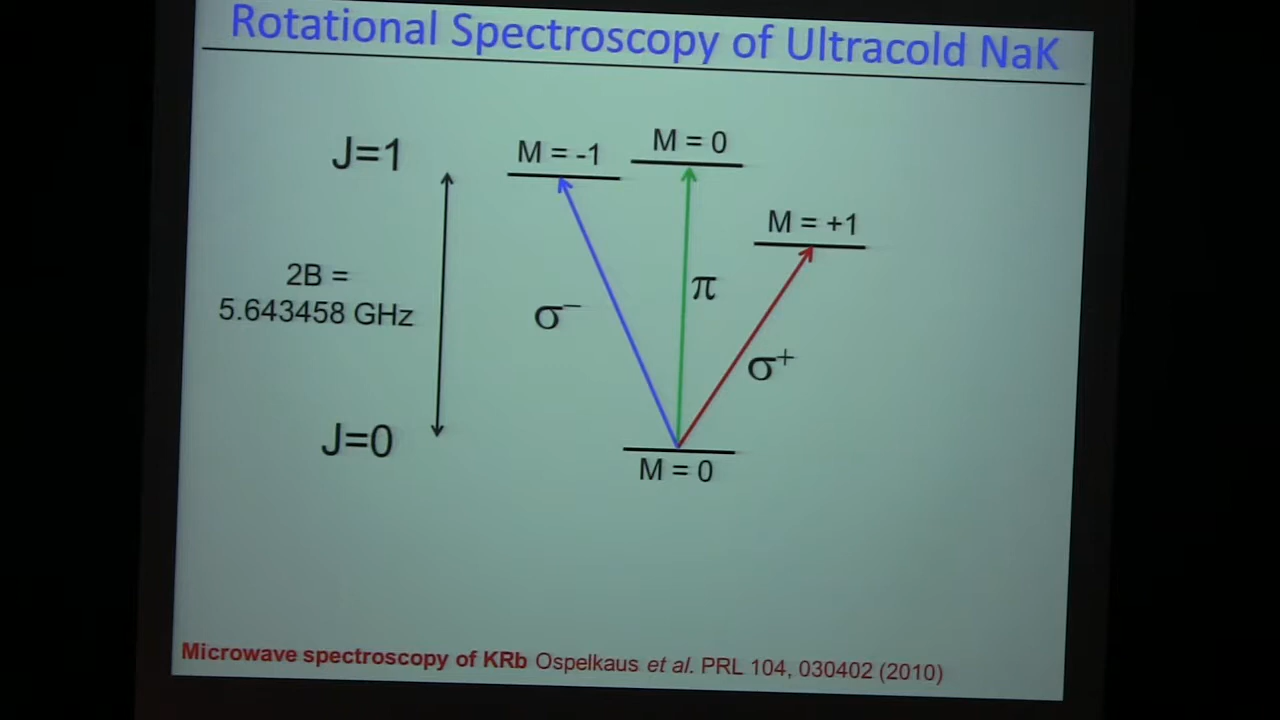 Rotational Spectroscopy of Ultracold NaK
J=1
M = -1
M = 0
M = +1
2B =
5.643458 GHz
σ⁻
π
σ⁺
J=0
M = 0
Microwave spectroscopy of KRb Ospelkaus et al. PRL 104, 030402 (2010)